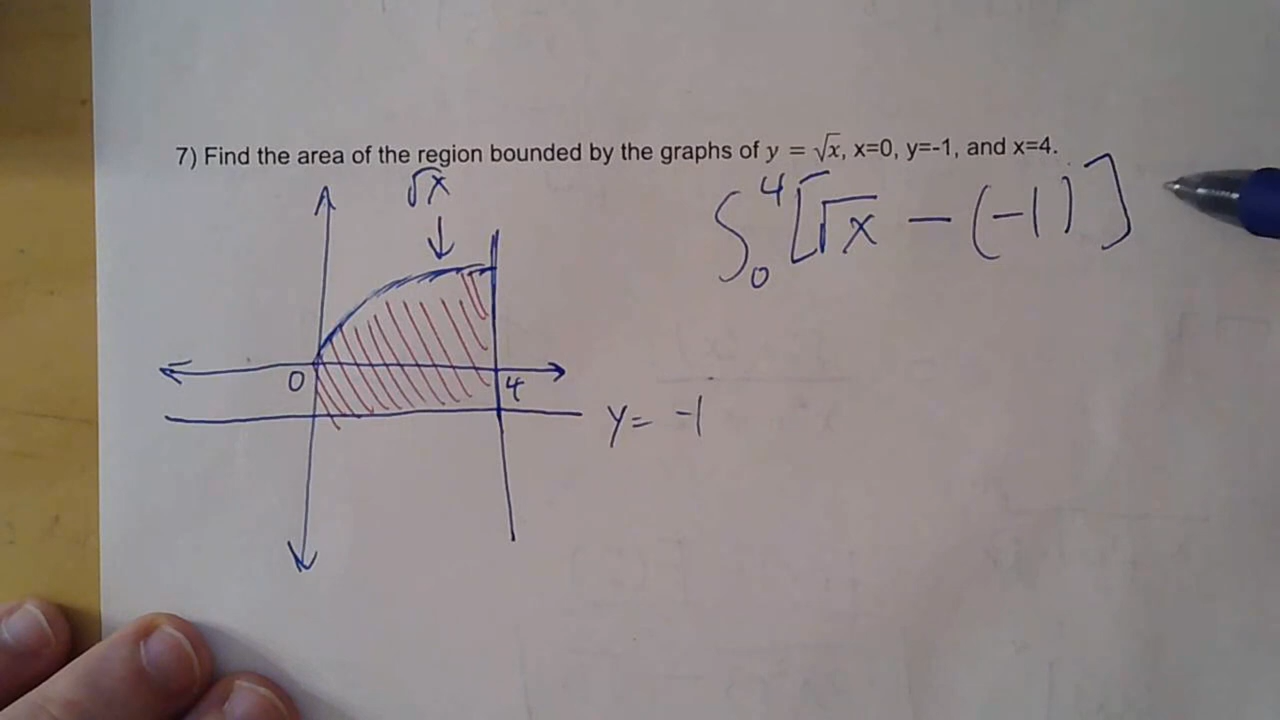 7) Find the area of the region bounded by the graphs of y = √x, x=0, y=-1, and x=4.
√x
∫₀⁴ [√x - (-1)]
0
4
y= -1